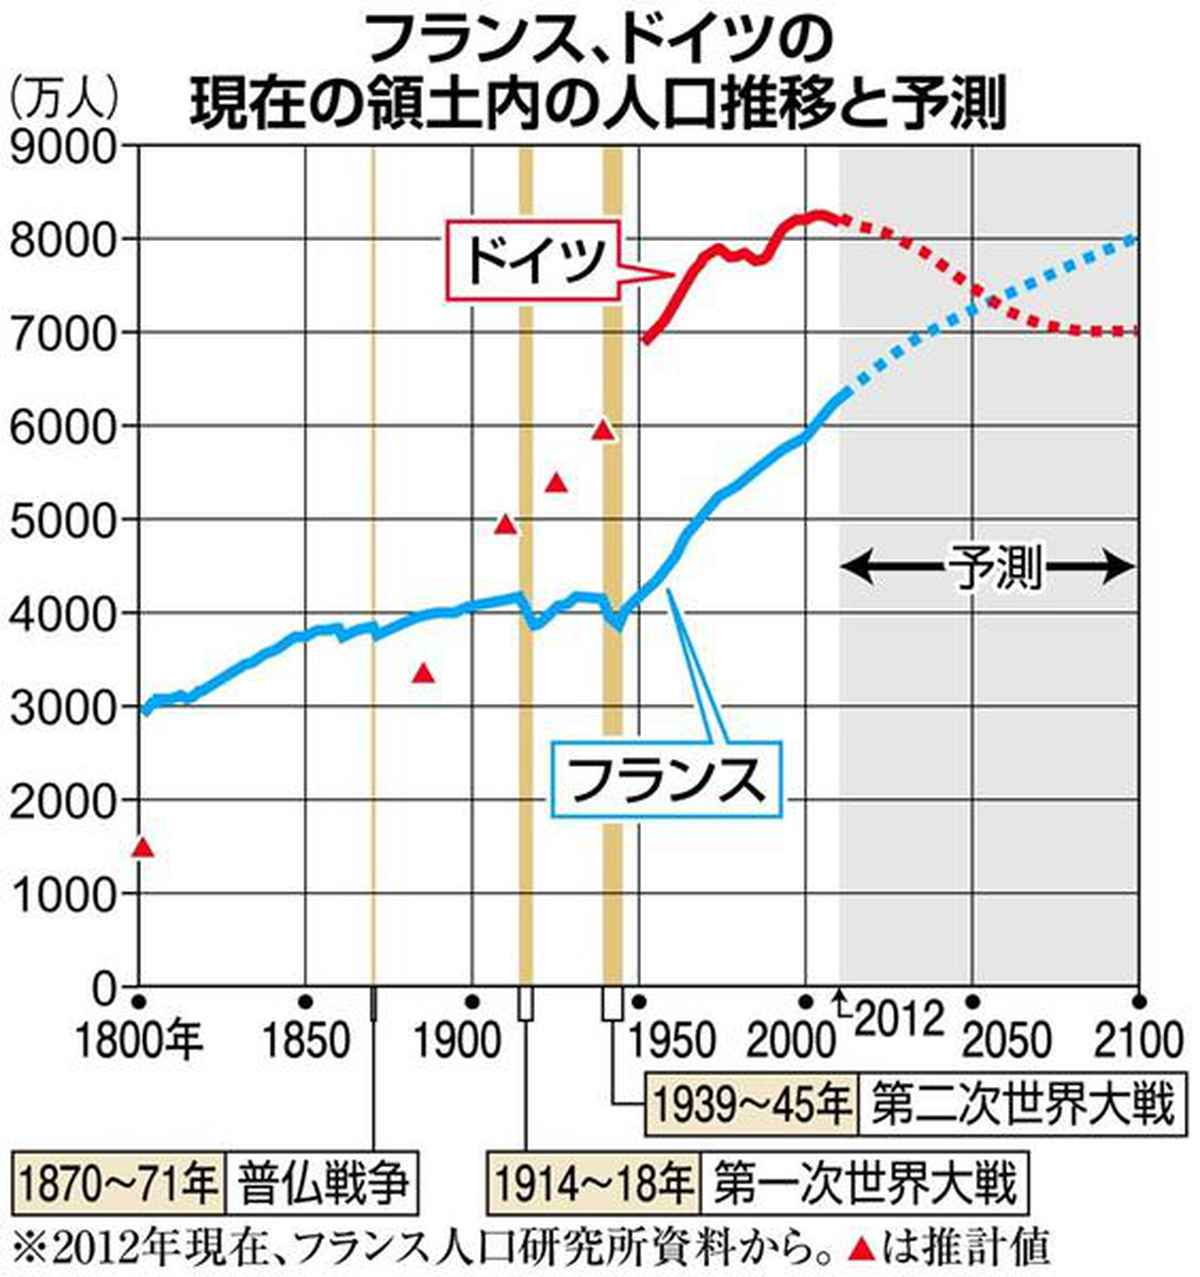 フランス、ドイツの
現在の領土内の人口推移と予測
(万人)
9000
8000
7000
6000
5000
4000
3000
2000
1000
0
ドイツ
予測
フランス
1800年 1850 1900 1950 2000 2012 2050 2100
1939〜45年 第二次世界大戦
1870〜71年 普仏戦争 1914〜18年 第一次世界大戦
※2012年現在、フランス人口研究所資料から。▲は推計値